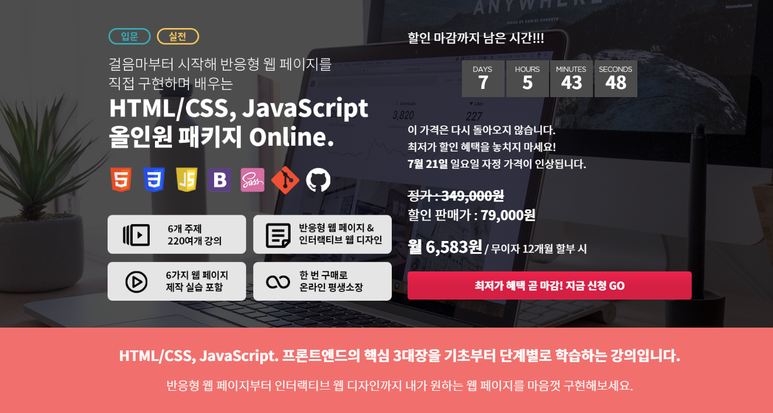 입문 실전
걸음마부터 시작해 반응형 웹 페이지를
직접 구현하며 배우는
HTML/CSS, JavaScript
올인원 패키지 Online.
5 3 JS B Sass
6개 주제
220여개 강의
반응형 웹 페이지 &
인터랙티브 웹 디자인
6가지 웹 페이지
제작 실습 포함
한 번 구매로
온라인 평생소장
할인 마감까지 남은 시간!!!
DAYS HOURS MINUTES SECONDS
7 5 43 48
이 가격은 다시 돌아오지 않습니다.
최저가 할인 혜택을 놓치지 마세요!
7월 21일 일요일 자정 가격이 인상됩니다.
정가 : 349,000원
할인 판매가 : 79,000원
월 6,583원 / 무이자 12개월 할부 시
최저가 혜택 곧 마감! 지금 신청 GO
HTML/CSS, JavaScript. 프론트엔드의 핵심 3대장을 기초부터 단계별로 학습하는 강의입니다.
반응형 웹 페이지부터 인터랙티브 웹 디자인까지 내가 원하는 웹 페이지를 마음껏 구현해보세요.
3,820
227